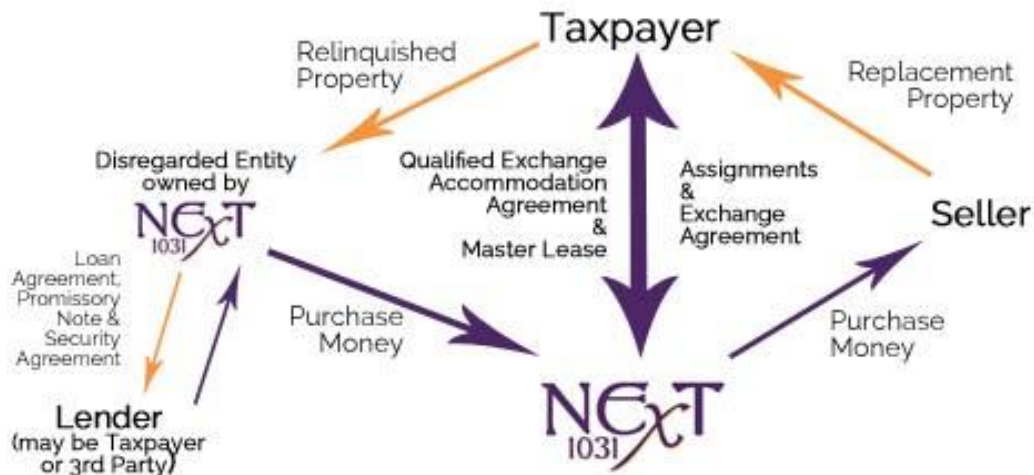 Taxpayer
Relinquished
Property
Replacement
Property
Disregarded Entity
owned by
NExT
1031
Qualified Exchange
Accommodation
Agreement
&
Master Lease
Assignments
&
Exchange
Agreement
Seller
Loan
Agreement,
Promissory
Note &
Security
Agreement
Purchase
Money
Purchase
Money
Lender
(may be Taxpayer
or 3rd Party)
NExT
1031